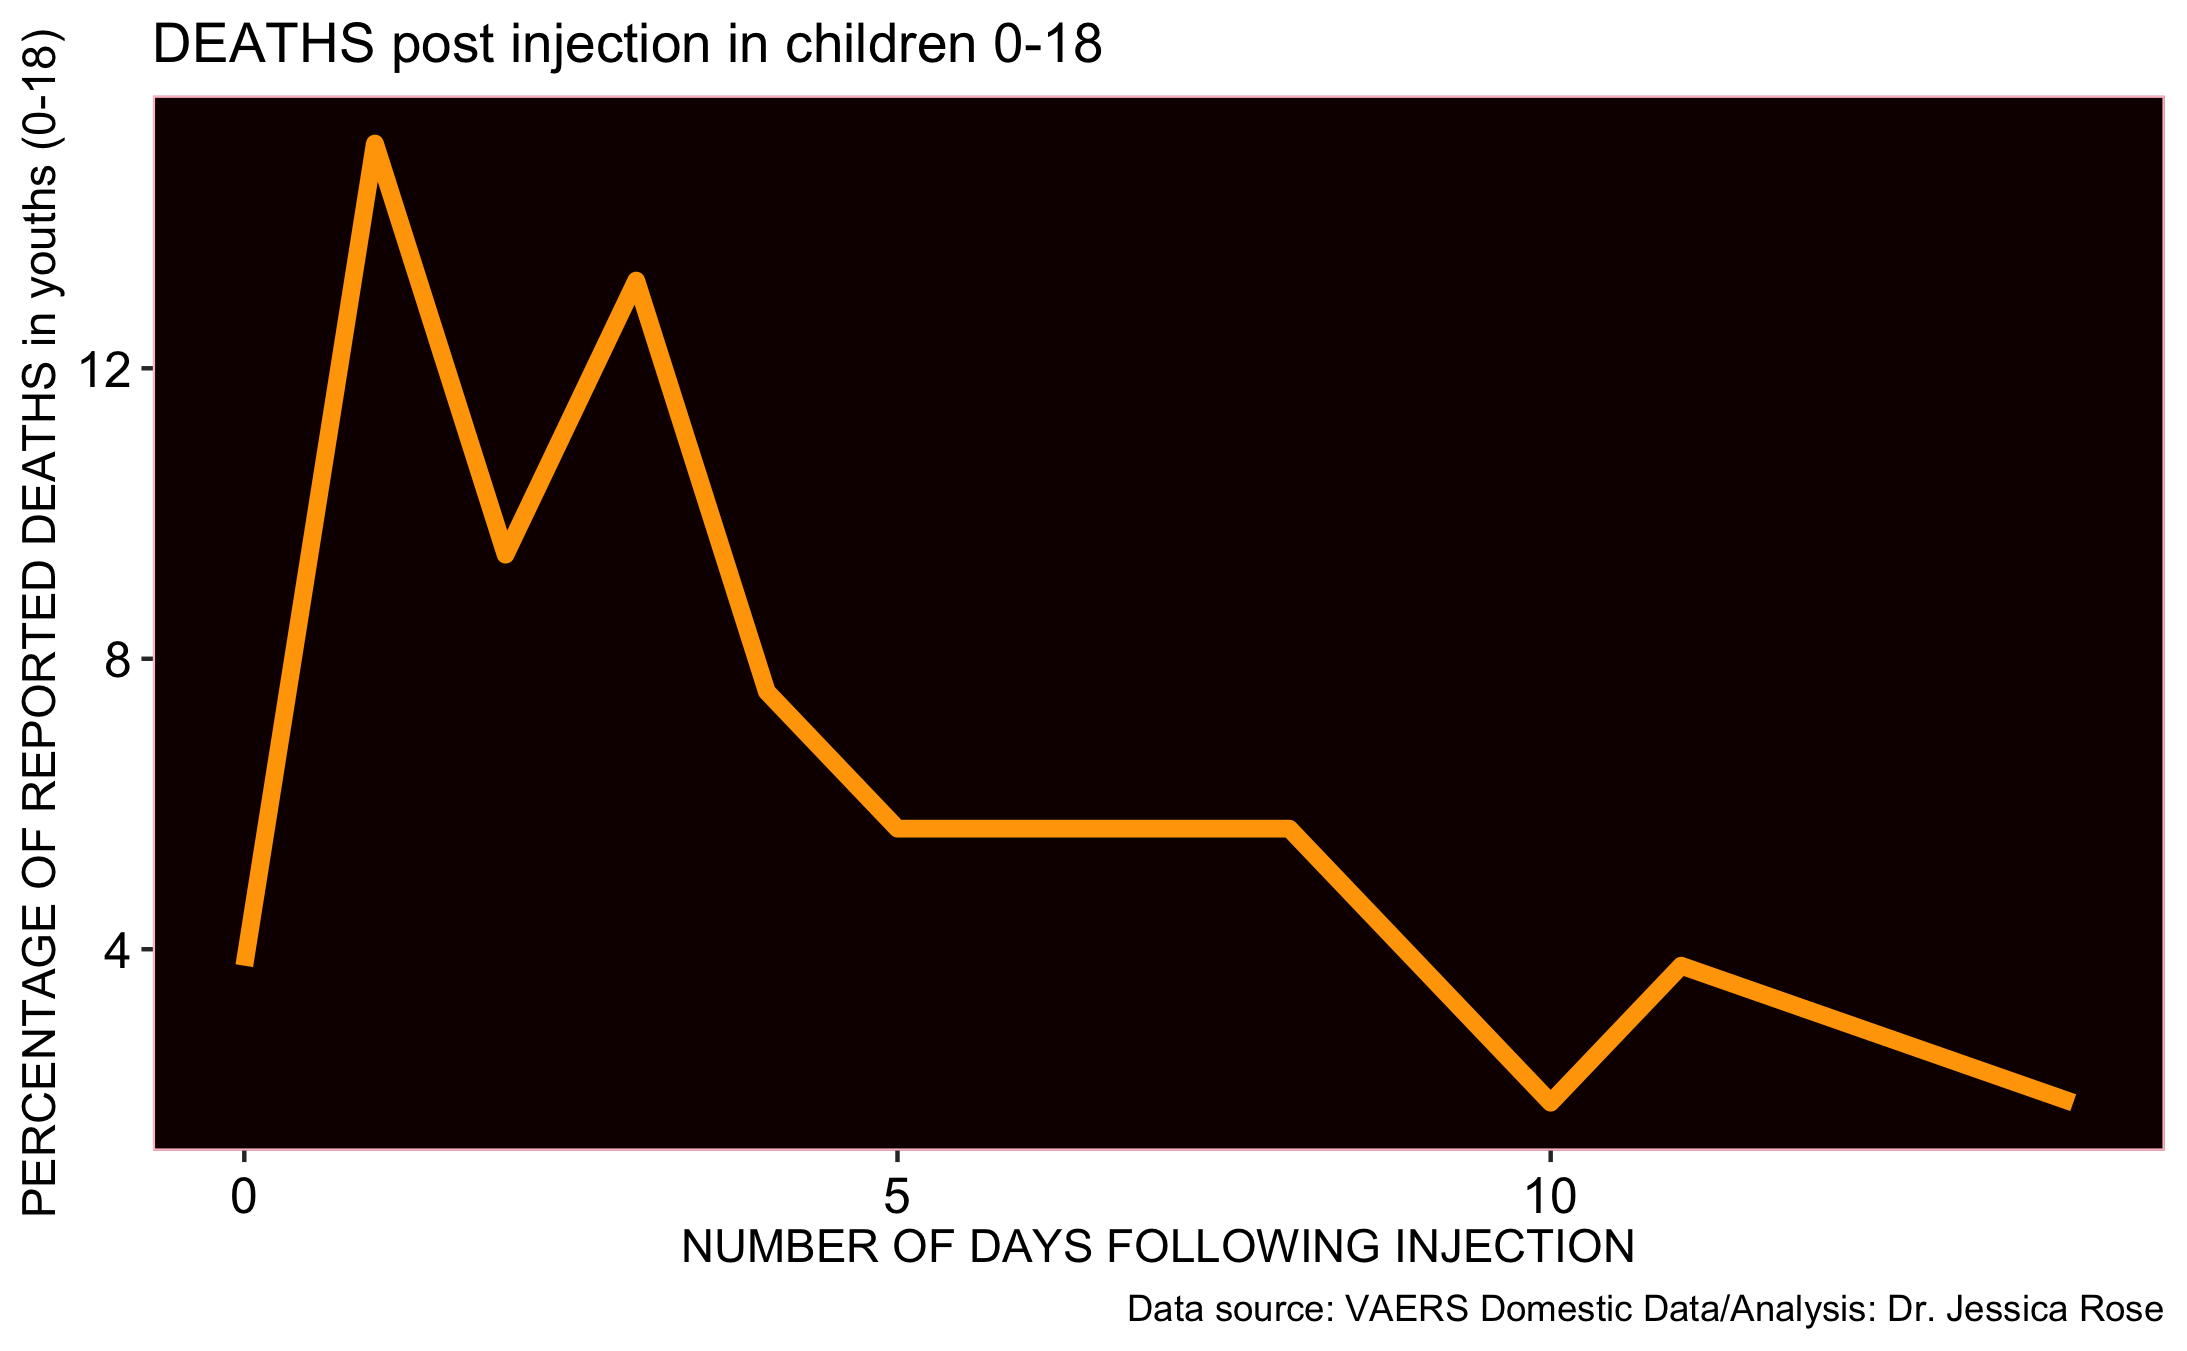 DEATHS post injection in children 0-18
PERCENTAGE OF REPORTED DEATHS in youths (0-18)
12
8
4
0 5 10
NUMBER OF DAYS FOLLOWING INJECTION
Data source: VAERS Domestic Data/Analysis: Dr. Jessica Rose